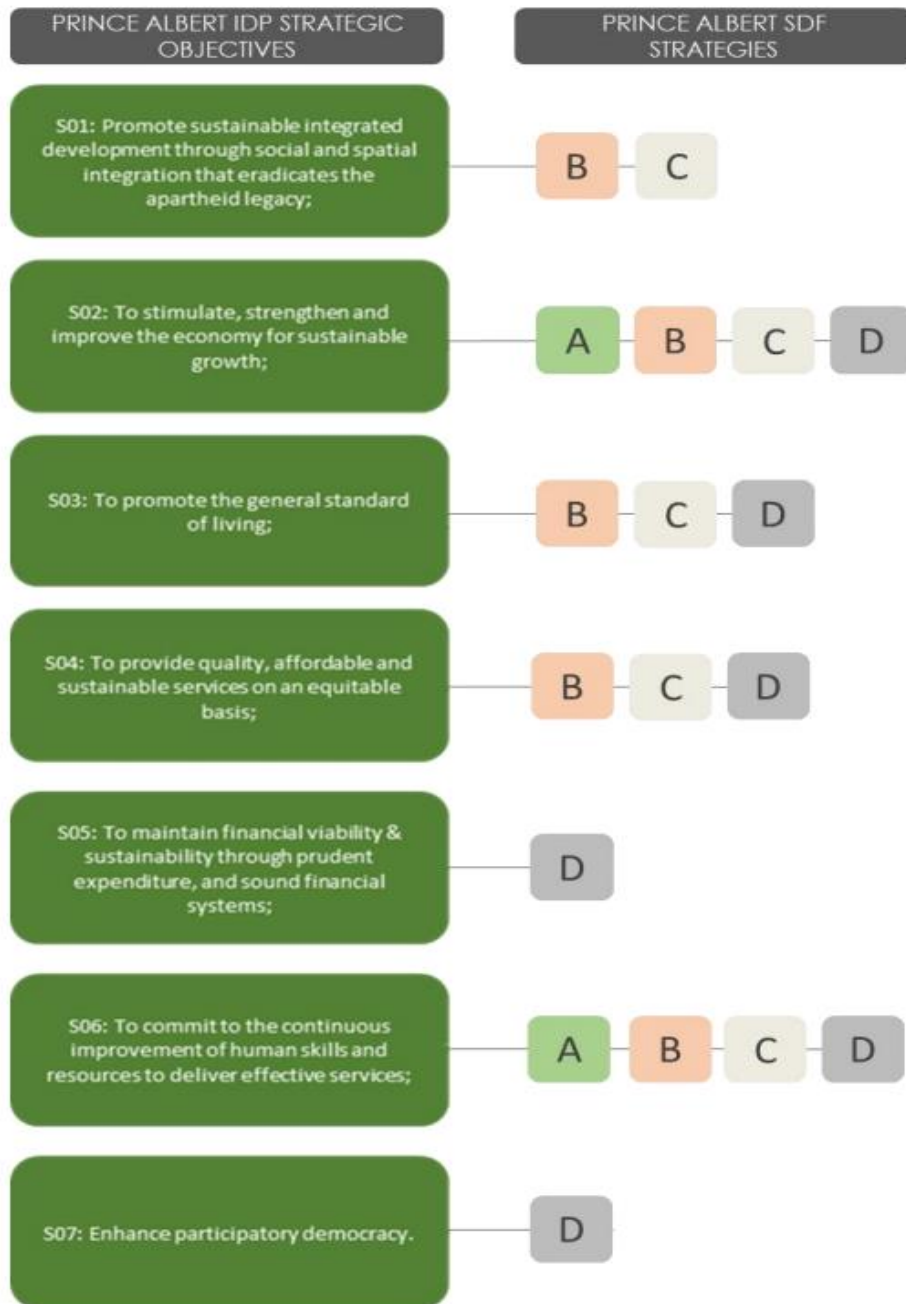 PRINCE ALBERT IDP STRATEGIC
OBJECTIVES
PRINCE ALBERT SDF
STRATEGIES
S01: Promote sustainable integrated
development through social and spatial
integration that eradicates the
apartheid legacy;
B C
S02: To stimulate, strengthen and
improve the economy for sustainable
growth;
A B C D
S03: To promote the general standard
of living;
B C D
S04: To provide quality, affordable and
sustainable services on an equitable
basis;
B C D
S05: To maintain financial viability &
sustainability through prudent
expenditure, and sound financial
systems;
D
S06: To commit to the continuous
improvement of human skills and
resources to deliver effective services;
A B C D
S07: Enhance participatory democracy.
D